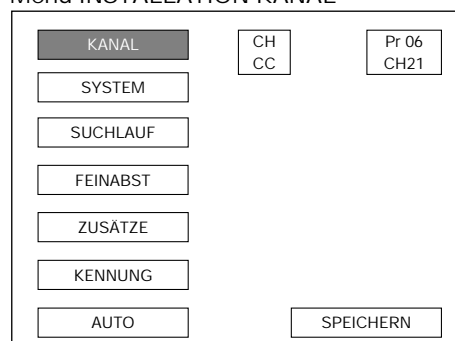 Menü INSTALLATION KANAL
KANAL
CH
CC
Pr 06
CH21
SYSTEM
SUCHLAUF
FEINABST
ZUSÄTZE
KENNUNG
AUTO
SPEICHERN